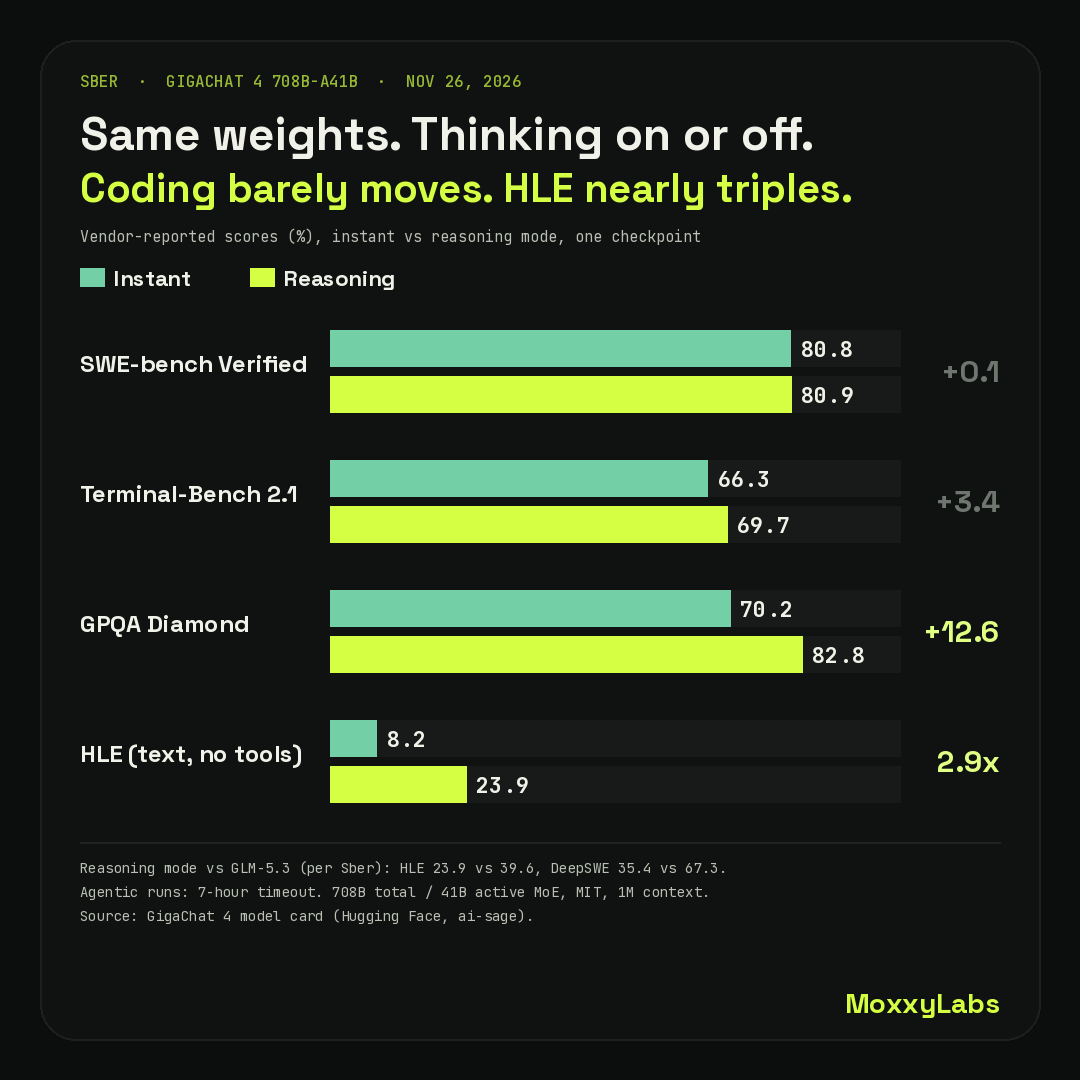 SBER · GIGACHAT 4 708B-A41B · NOV 26, 2026
Same weights. Thinking on or off.
Coding barely moves. HLE nearly triples.
Vendor-reported scores (%), instant vs reasoning mode, one checkpoint
Instant Reasoning
SWE-bench Verified
80.8
80.9
+0.1
Terminal-Bench 2.1
66.3
69.7
+3.4
GPQA Diamond
70.2
82.8
+12.6
HLE (text, no tools)
8.2
23.9
2.9x
Reasoning mode vs GLM-5.3 (per Sber): HLE 23.9 vs 39.6, DeepSWE 35.4 vs 67.3.
Agentic runs: 7-hour timeout. 708B total / 41B active MoE, MIT, 1M context.
Source: GigaChat 4 model card (Hugging Face, ai-sage).
MoxxyLabs